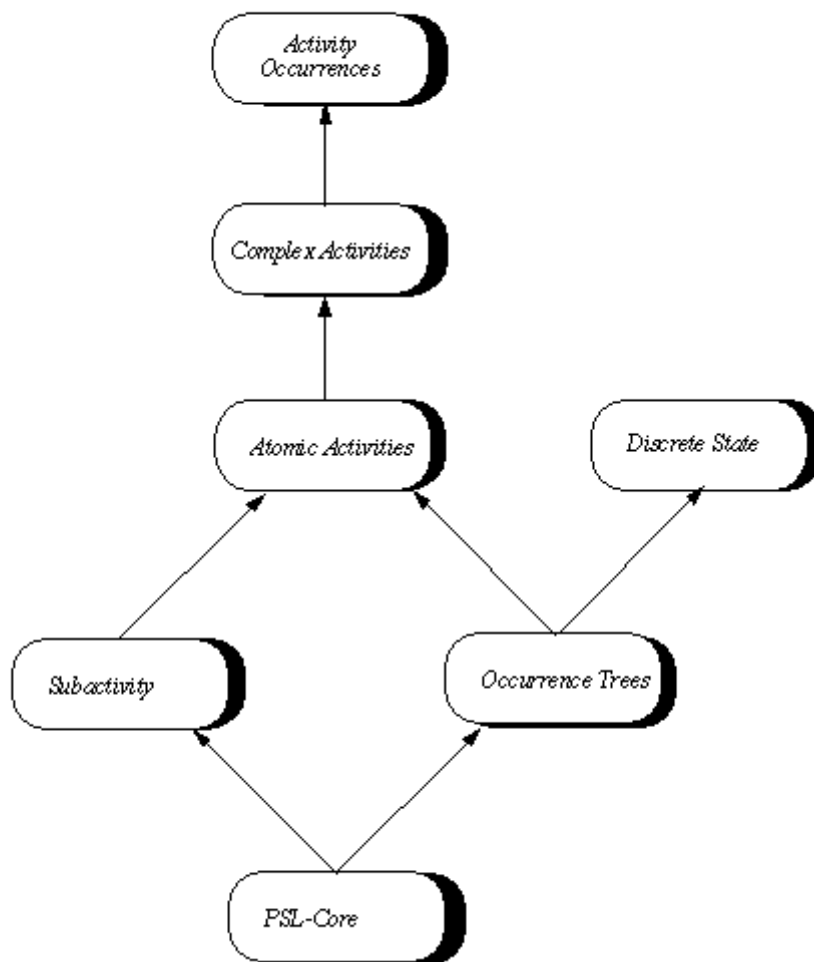 Activity
Occurrences
Complex Activities
Atomic Activities
Discrete State
Subactivity
Occurrence Trees
PSL-Core